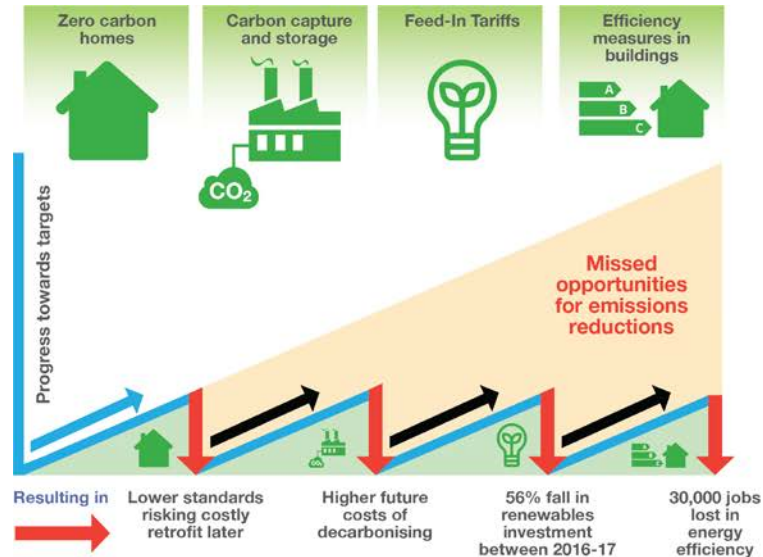 Zero carbon
homes
Carbon capture
and storage
Feed-In Tariffs
Efficiency
measures in
buildings
A
B
C
CO₂
Progress towards targets
Missed
opportunities
for emissions
reductions
Resulting in
Lower standards
risking costly
retrofit later
Higher future
costs of
decarbonising
56% fall in
renewables
investment
between 2016-17
30,000 jobs
lost in
energy
efficiency